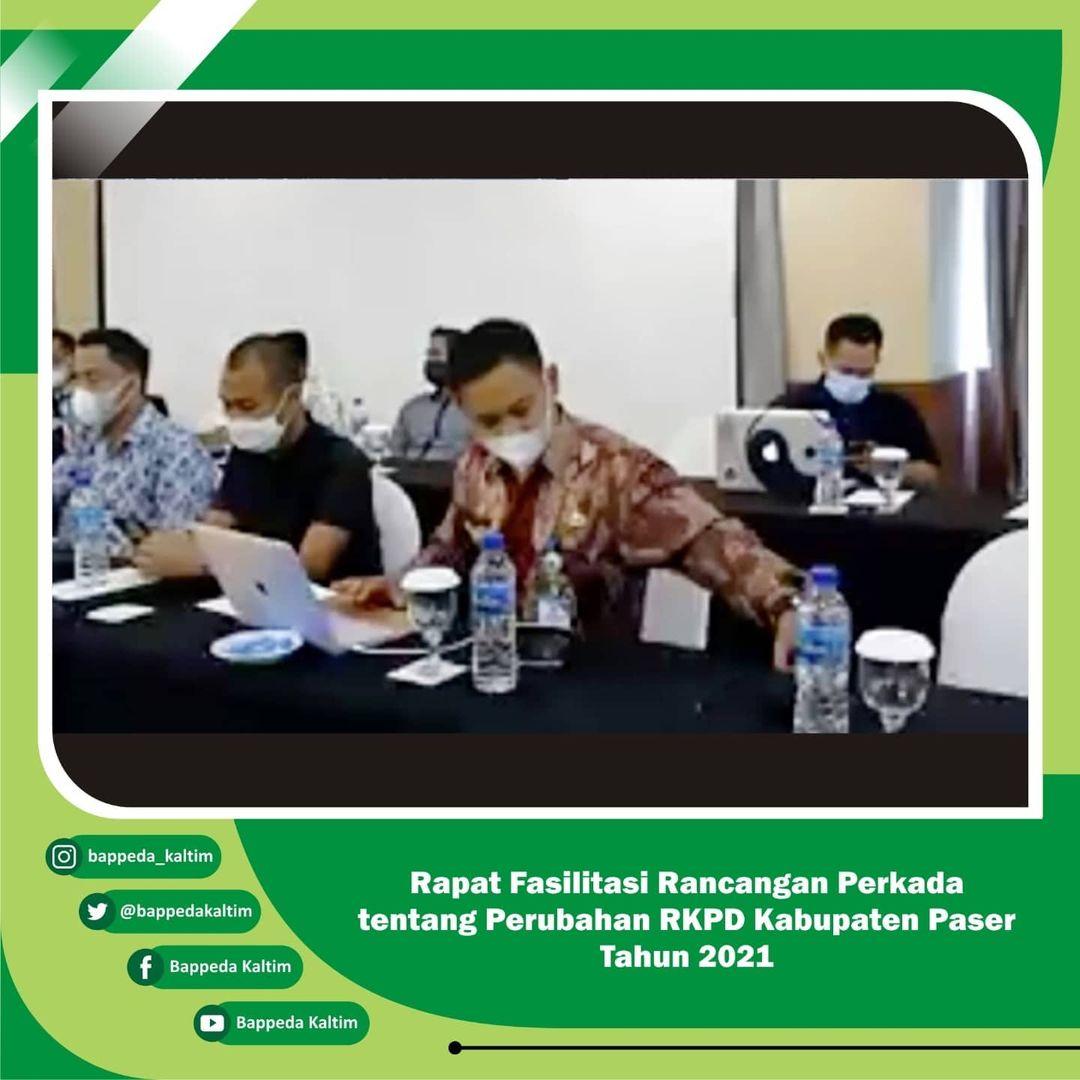 bappeda_kaltim
@bappedakaltim
Bappeda Kaltim
Bappeda Kaltim
Rapat Fasilitasi Rancangan Perkada
tentang Perubahan RKPD Kabupaten Paser
Tahun 2021